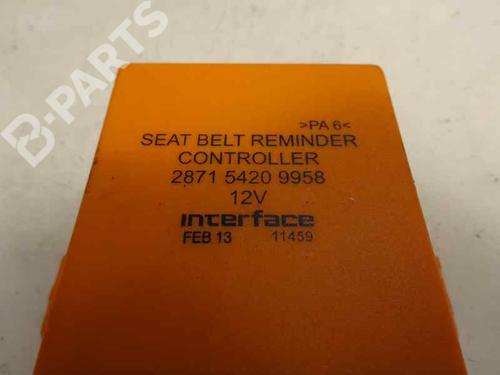 B-PARTS
>PA 6<
SEAT BELT REMINDER
CONTROLLER
2871 5420 9958
12V
interface
FEB 13 11459